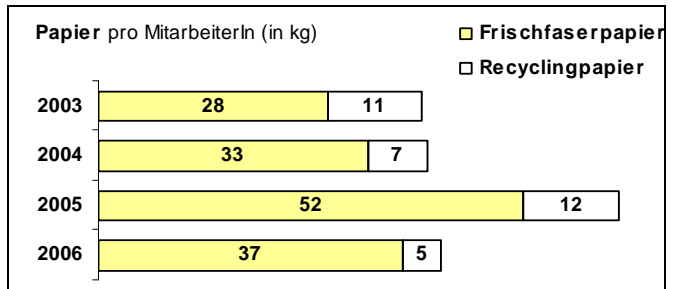 Papier pro MitarbeiterIn (in kg)
Frischfaserpapier
Recyclingpapier
2003 28 11
2004 33 7
2005 52 12
2006 37 5